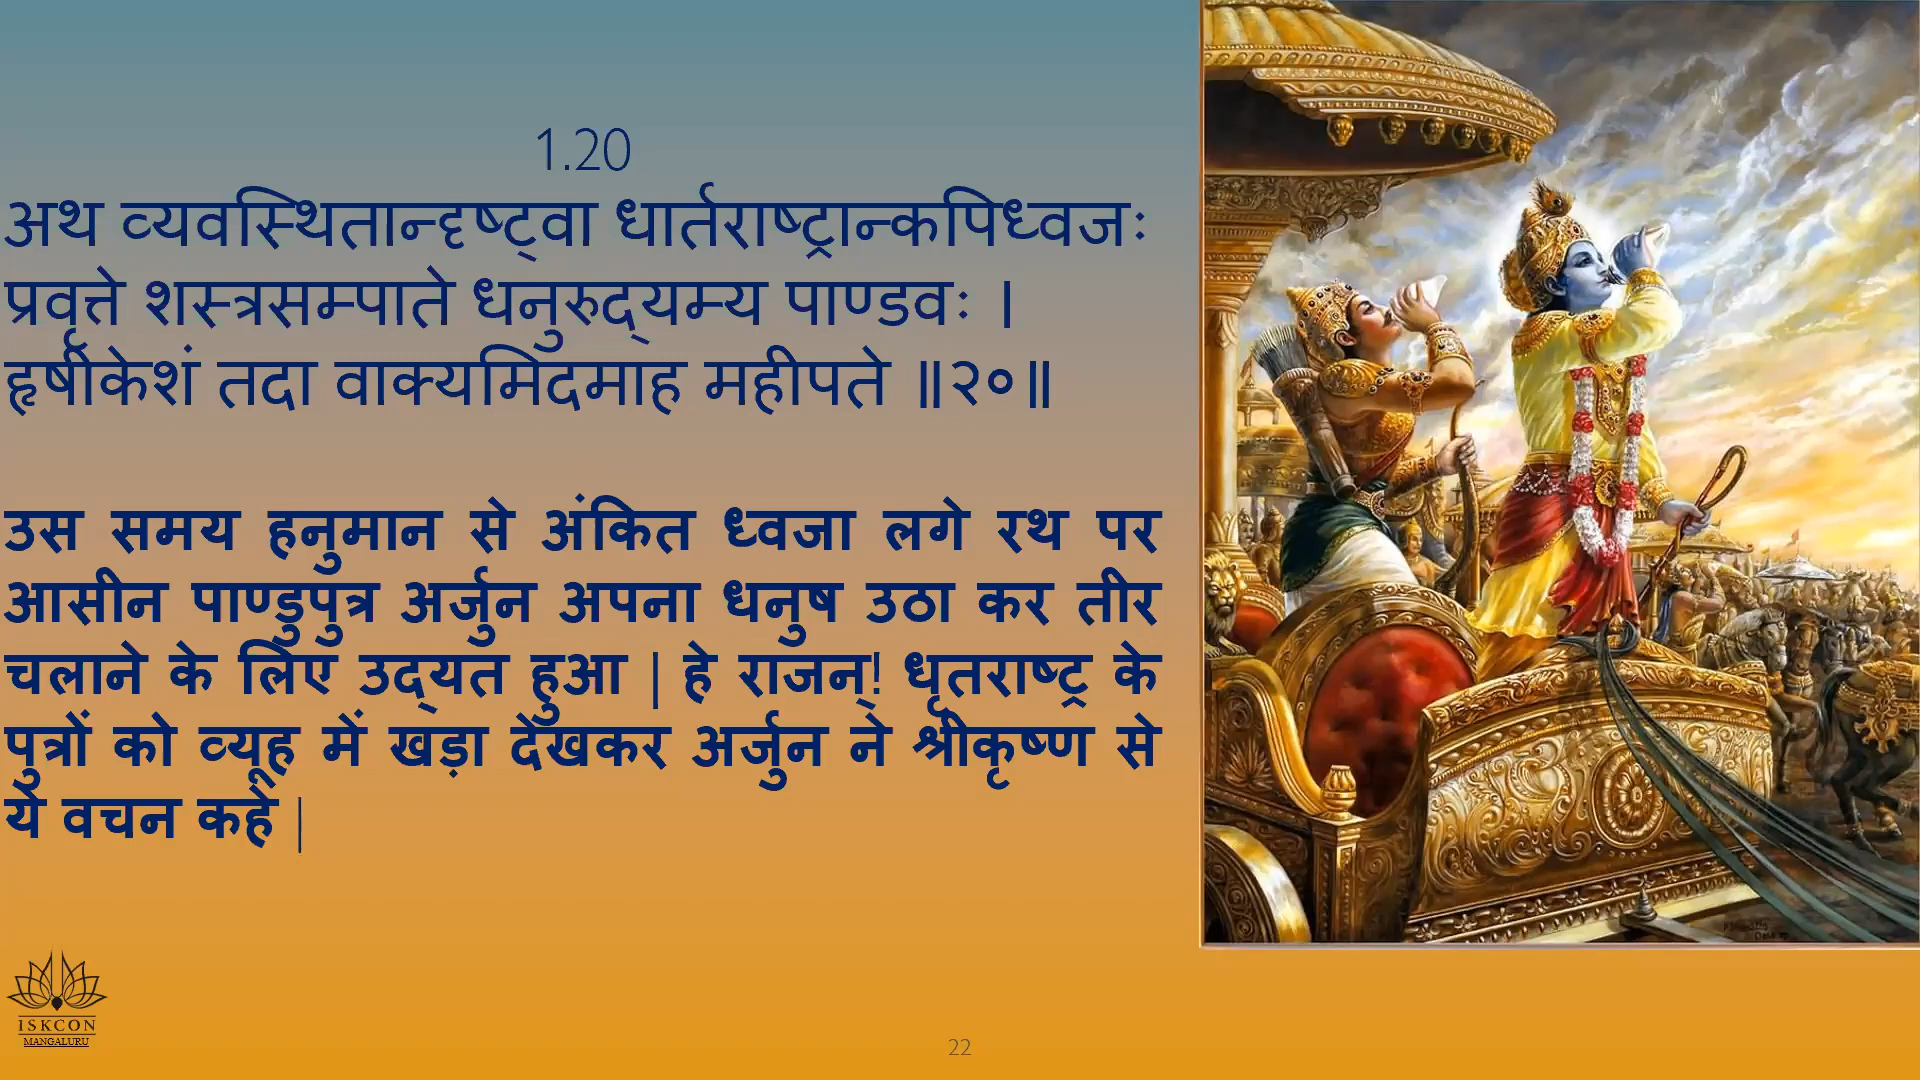 1.20
अथ व्यवस्थितान्दृष्ट्वा धार्तराष्ट्रान्कपिध्वजः
प्रवृत्ते शस्त्रसम्पाते धनुरुद्यम्य पाण्डवः ।
हृषीकेशं तदा वाक्यमिदमाह महीपते ॥२०॥
उस समय हनुमान से अंकित ध्वजा लगे रथ पर
आसीन पाण्डुपुत्र अर्जुन अपना धनुष उठा कर तीर
चलाने के लिए उद्यत हुआ | हे राजन्! धृतराष्ट्र के
पुत्रों को व्यूह में खड़ा देखकर अर्जुन ने श्रीकृष्ण से
ये वचन कहे |
ISKCON
MANGALURU
22